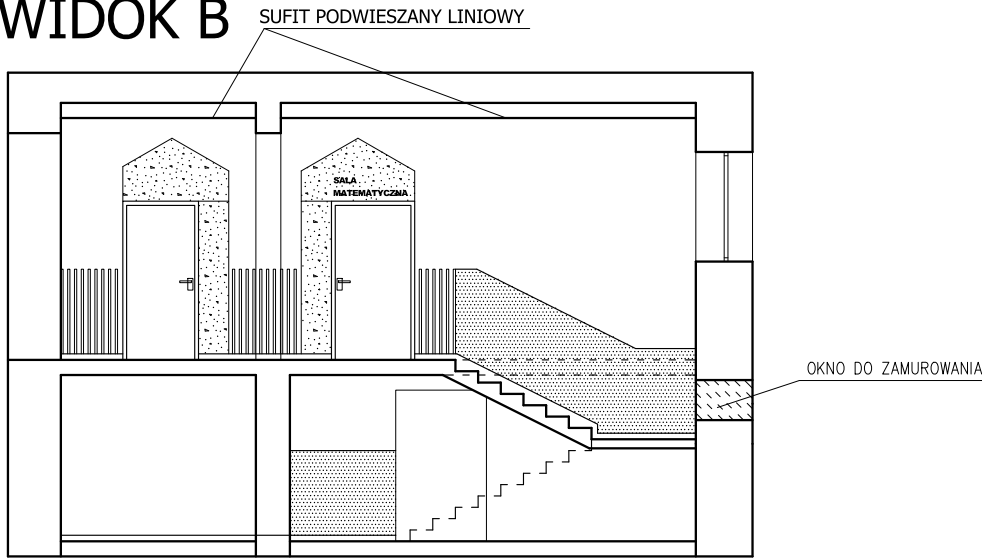 WIDOK B
SUFIT PODWIESZANY LINIOWY
SALA
MATEMATYCZNA
OKNO DO ZAMUROWANIA